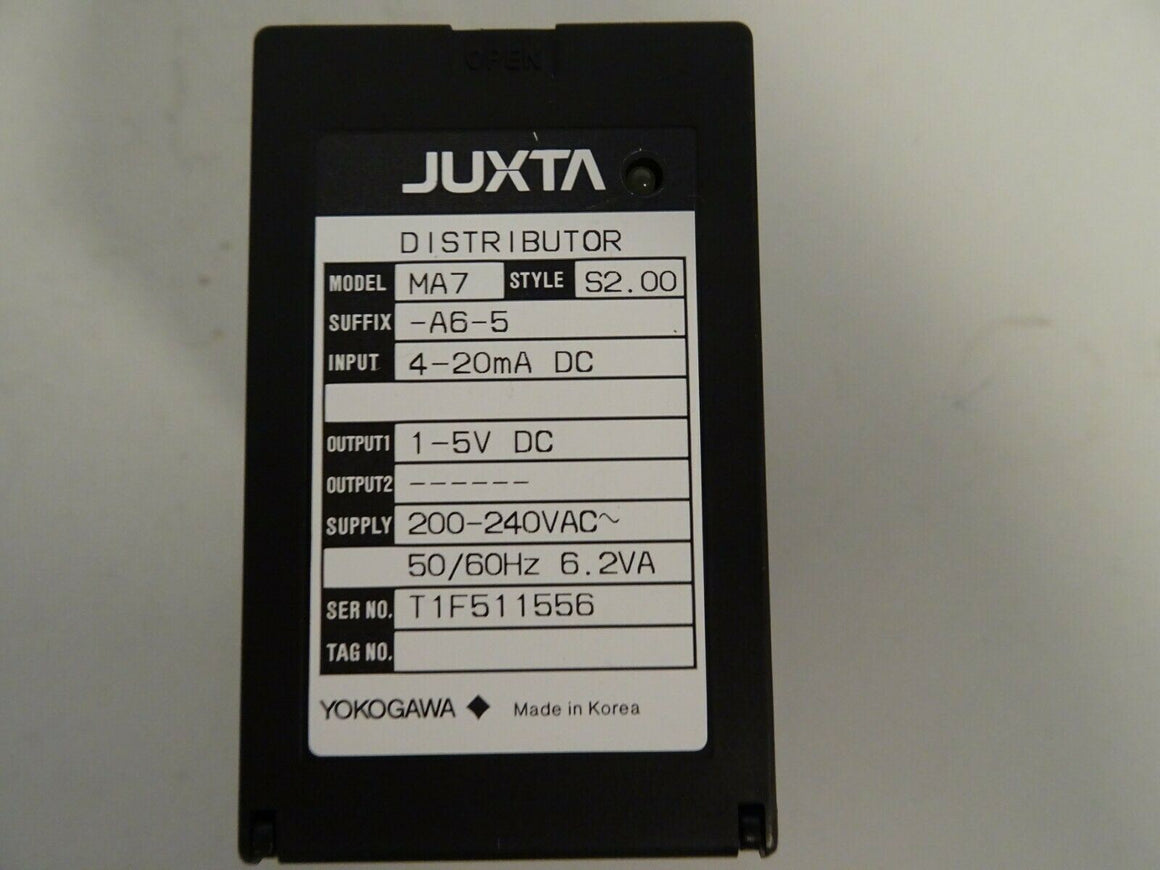 OPEN
JUXTA
DISTRIBUTOR
MODEL MA7 STYLE S2.00
SUFFIX -A6-5
INPUT 4-20mA DC
OUTPUT1 1-5V DC
OUTPUT2 ------
SUPPLY 200-240VAC~
50/60Hz 6.2VA
SER NO. T1F511556
TAG NO.
YOKOGAWA ◆ Made in Korea